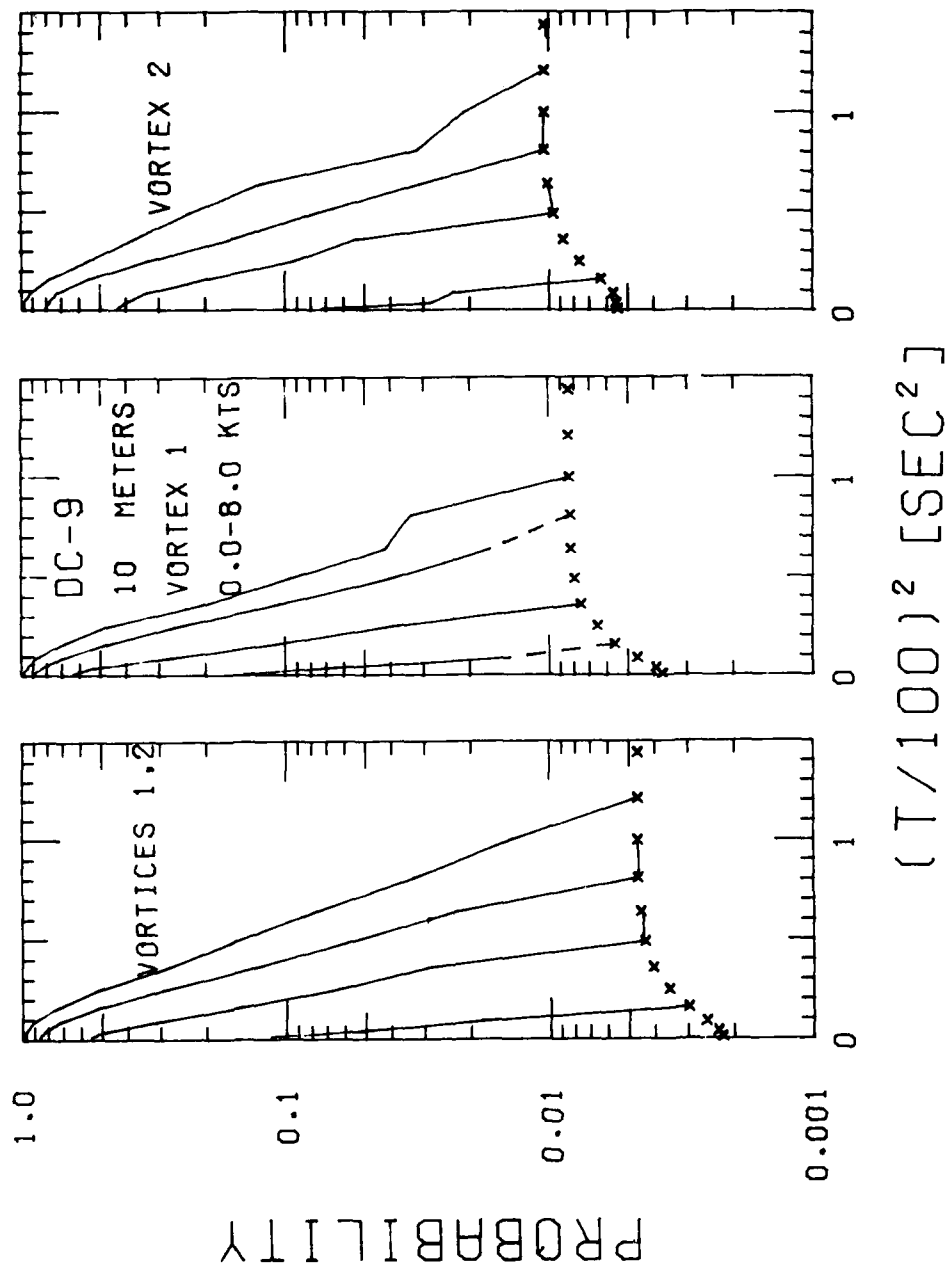 PROBABILITY
1.0
0.1
0.01
0.001
VORTICES 1,2
0
1
DC-9
10 METERS
VORTEX 1
0.0-8.0 KTS
0
1
VORTEX 2
0
1
(T/100)² [SEC²]